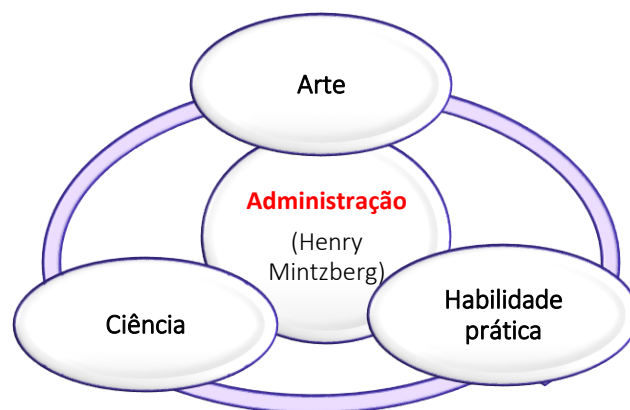 Arte
Administração
(Henry
Mintzberg)
Ciência
Habilidade
prática